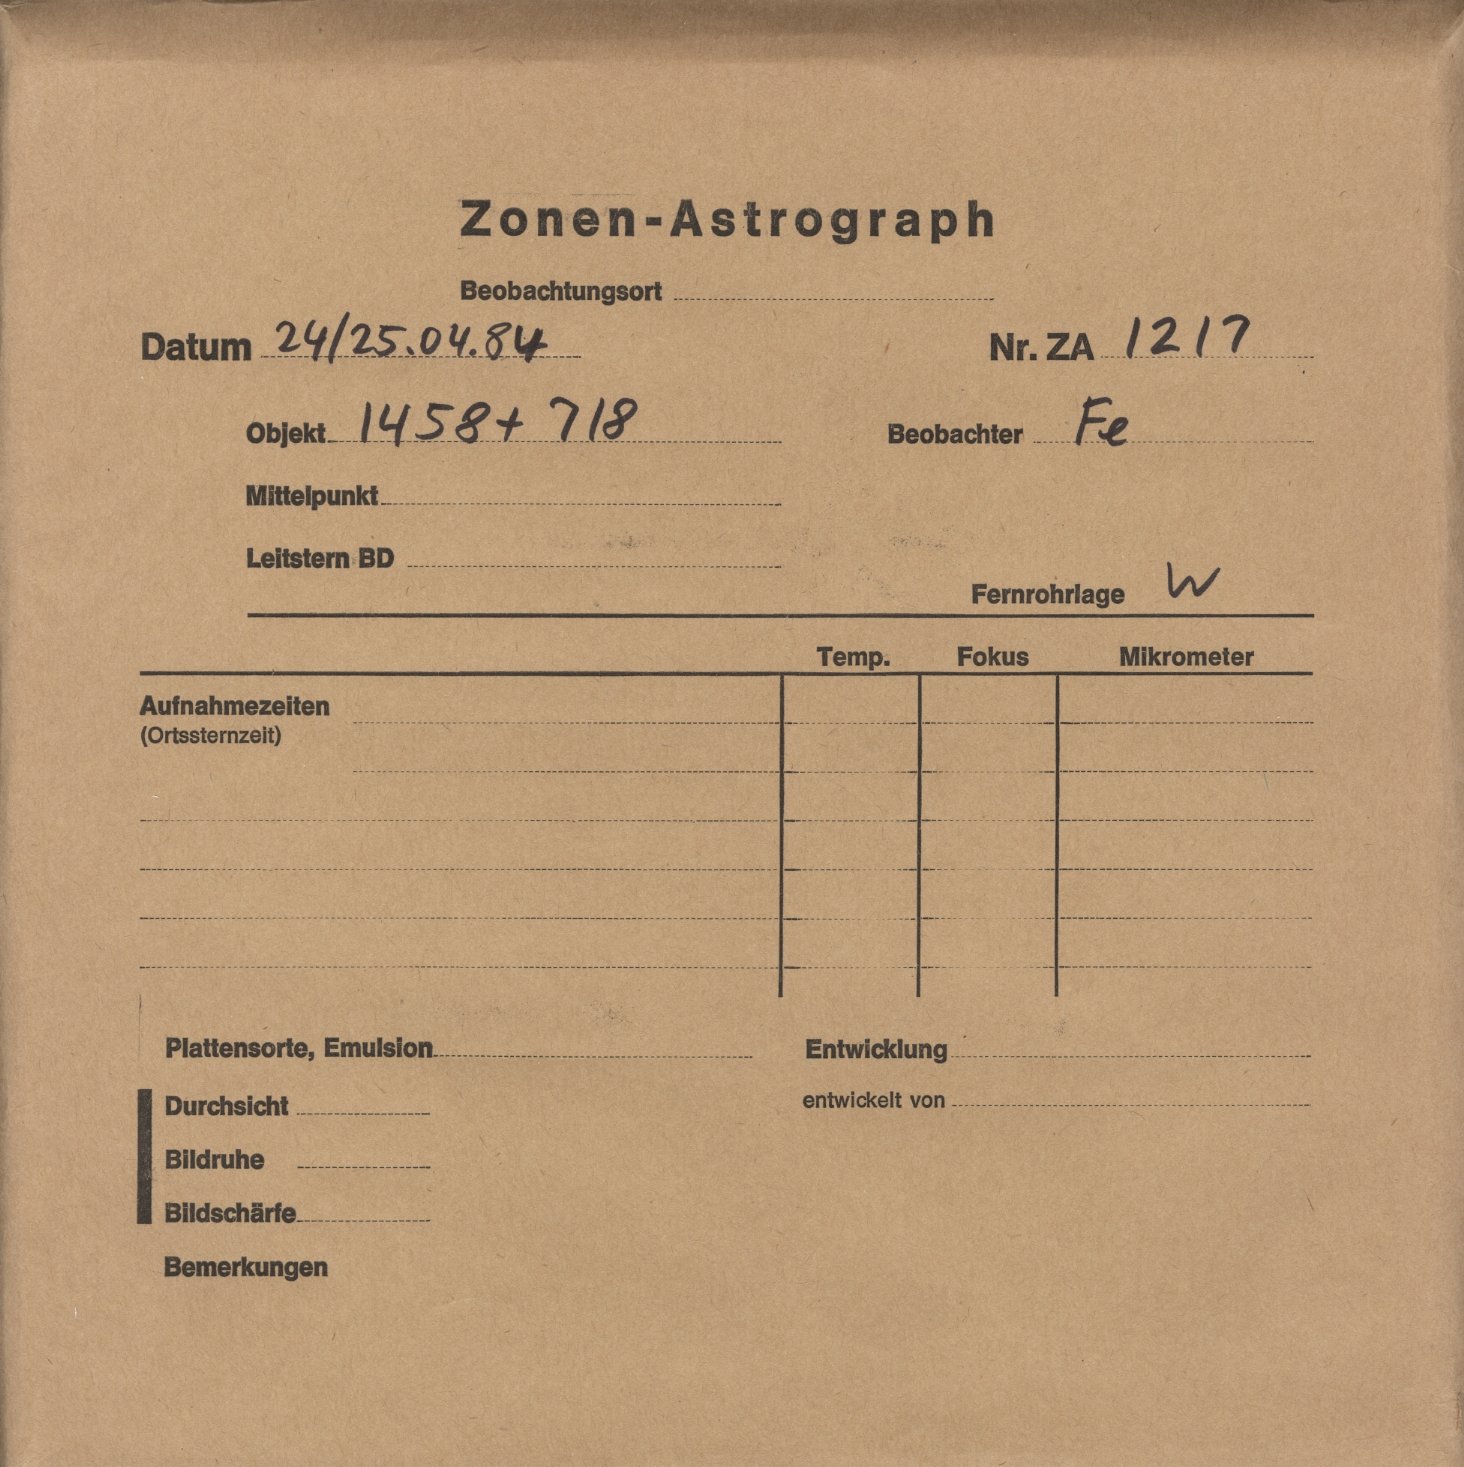 Zonen-Astrograph
Beobachtungsort
Datum 24/25.04.84 Nr. ZA 1217
Objekt 1458+718 Beobachter Fe
Mittelpunkt
Leitstern BD
Fernrohrlage W
Temp. Fokus Mikrometer
Aufnahmezeiten
(Ortssternzeit)
Plattensorte, Emulsion Entwicklung
Durchsicht entwickelt von
Bildruhe
Bildschärfe
Bemerkungen